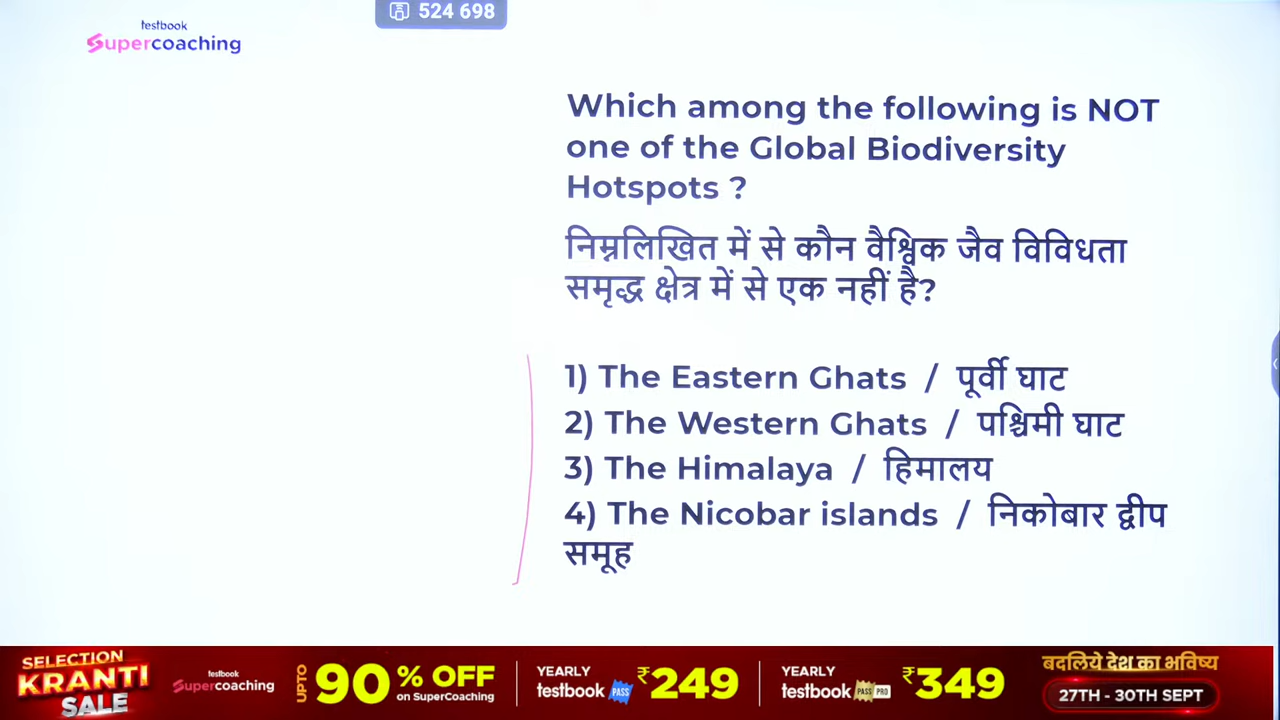 testbook
Supercoaching
524 698
Which among the following is NOT
one of the Global Biodiversity
Hotspots ?
निम्नलिखित में से कौन वैश्विक जैव विविधता
समृद्ध क्षेत्र में से एक नहीं है?
1) The Eastern Ghats / पूर्वी घाट
2) The Western Ghats / पश्चिमी घाट
3) The Himalaya / हिमालय
4) The Nicobar islands / निकोबार द्वीप
समूह
SELECTION
KRANTI
SALE
testbook
Supercoaching
UPTO
90% OFF
on SuperCoaching
YEARLY
testbook PASS
₹249
YEARLY
testbook PASS PRO
₹349
बदलिये देश का भविष्य
27TH - 30TH SEPT